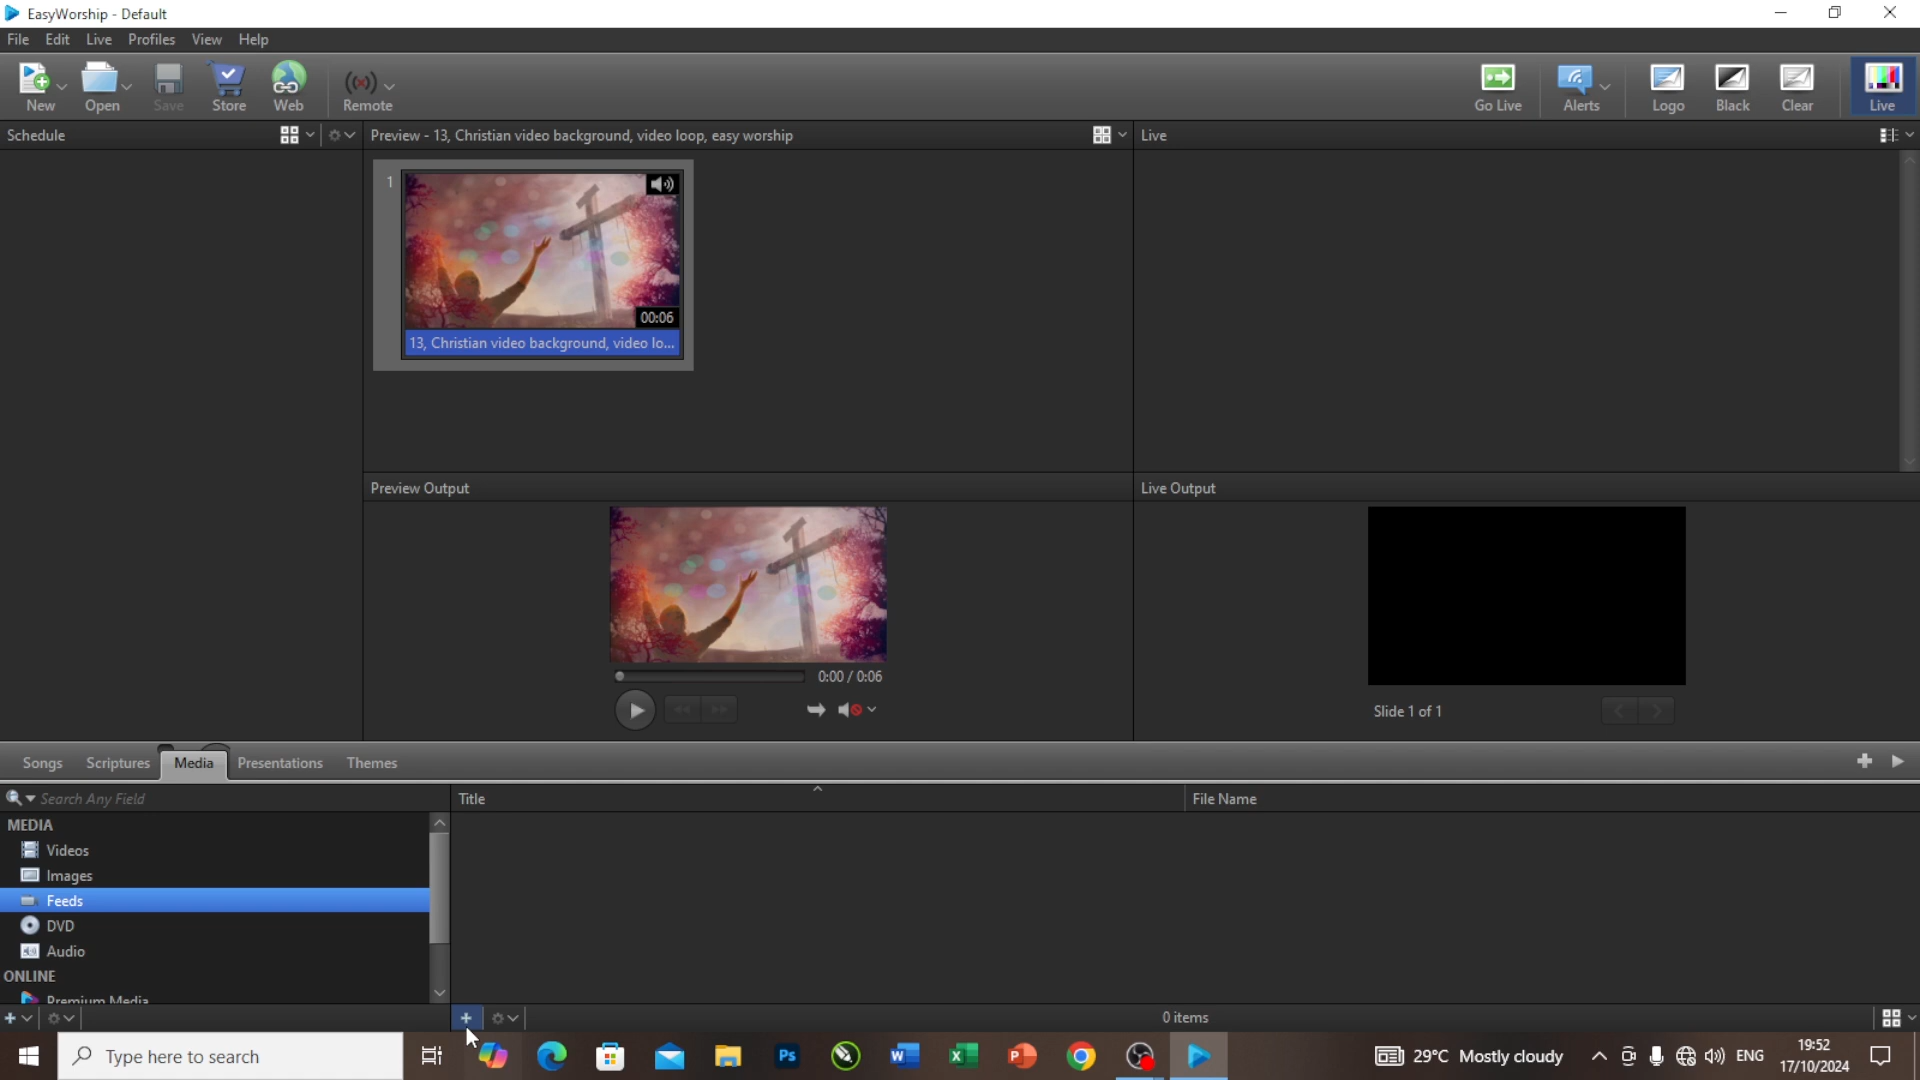 EasyWorship - Default
File Edit Live Profiles View Help
New Open Save Store Web Remote Go Live Alerts Logo Black Clear Live
Schedule
Preview - 13, Christian video background, video loop, easy worship
Live
1
00:06
13, Christian video background, video lo...
Preview Output
Live Output
0:00 / 0:06
Slide 1 of 1
Songs Scriptures Media Presentations Themes
Search Any Field
Title
File Name
MEDIA
Videos
Images
Feeds
DVD
Audio
ONLINE
Premium Media
0 items
Type here to search
Ps
29°C Mostly cloudy
ENG
19:52
17/10/2024